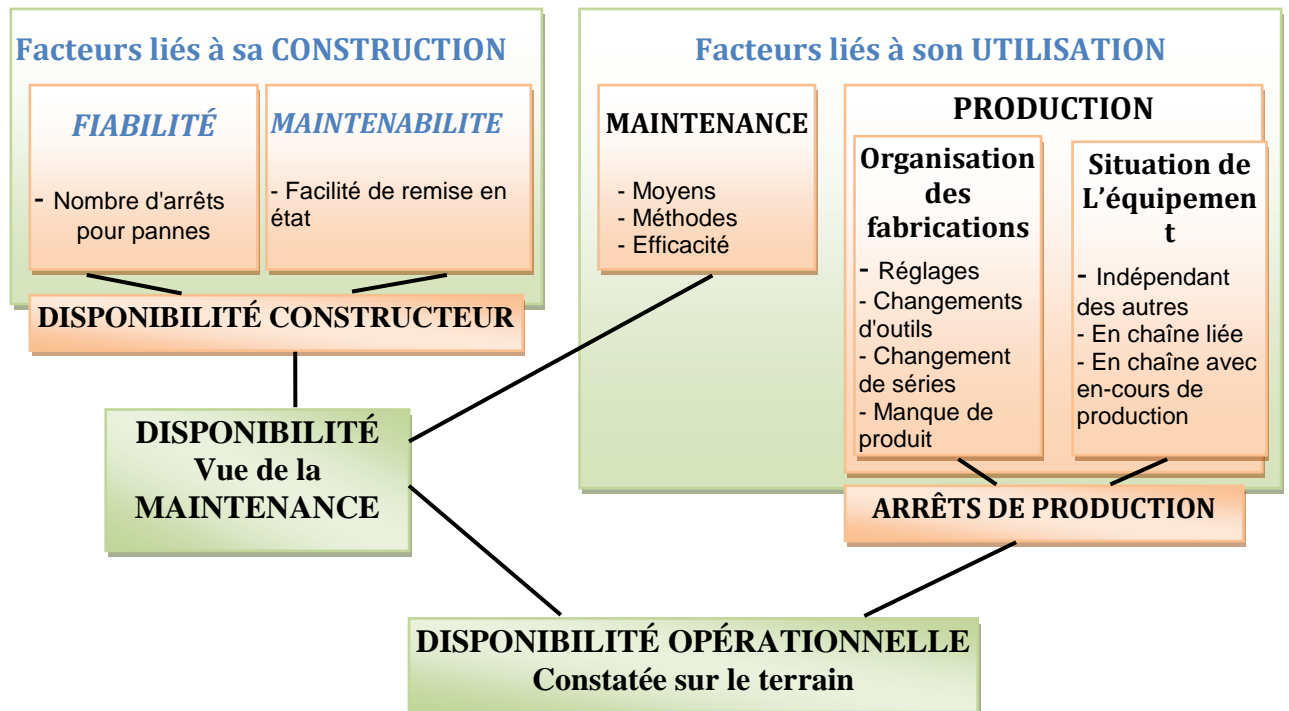 Facteurs liés à sa CONSTRUCTION
FIABILITÉ
- Nombre d'arrêts
pour pannes
MAINTENABILITE
- Facilité de remise en
état
DISPONIBILITÉ CONSTRUCTEUR
Facteurs liés à son UTILISATION
MAINTENANCE
- Moyens
- Méthodes
- Efficacité
PRODUCTION
Organisation
des
fabrications
- Réglages
- Changements
d'outils
- Changement
de séries
- Manque de
produit
Situation de
L'équipemen
t
- Indépendant
des autres
- En chaîne liée
- En chaîne avec
en-cours de
production
ARRÊTS DE PRODUCTION
DISPONIBILITÉ
Vue de la
MAINTENANCE
DISPONIBILITÉ OPÉRATIONNELLE
Constatée sur le terrain